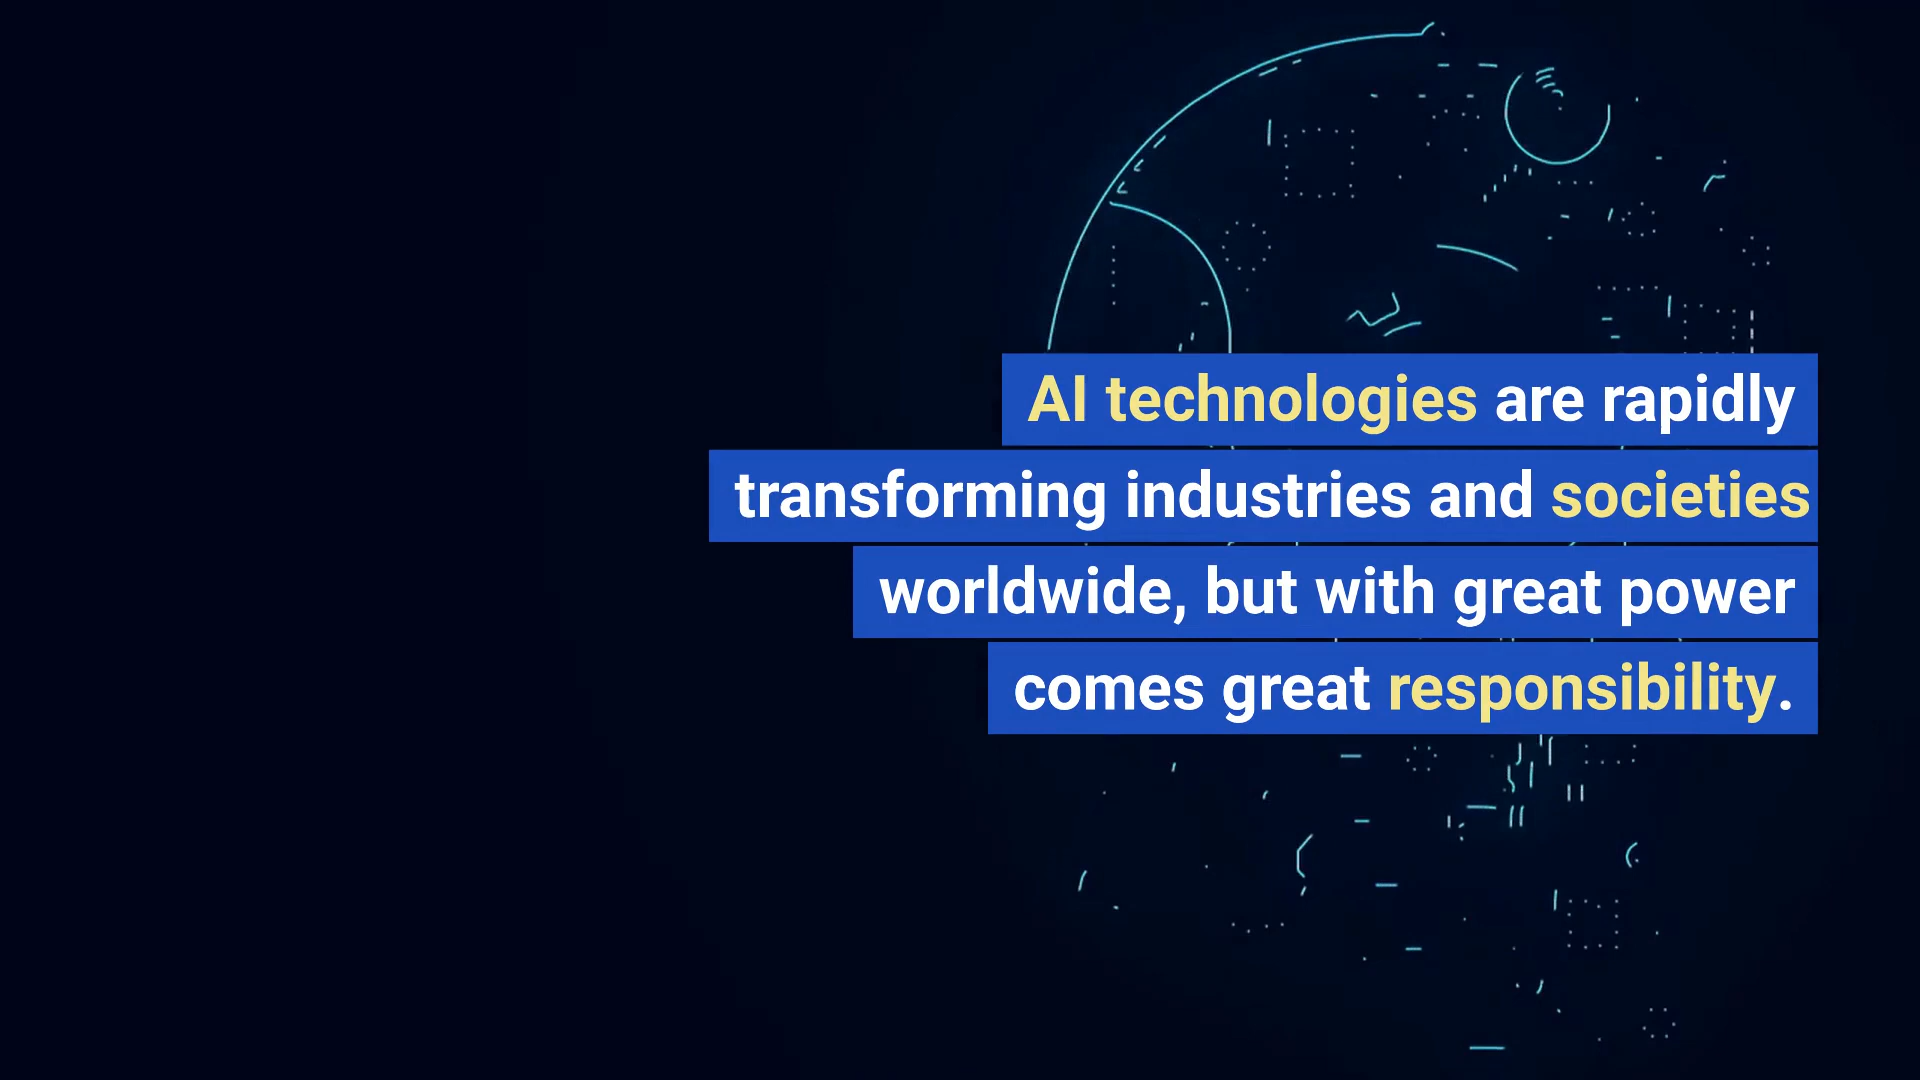 AI technologies are rapidly
transforming industries and societies
worldwide, but with great power
comes great responsibility.